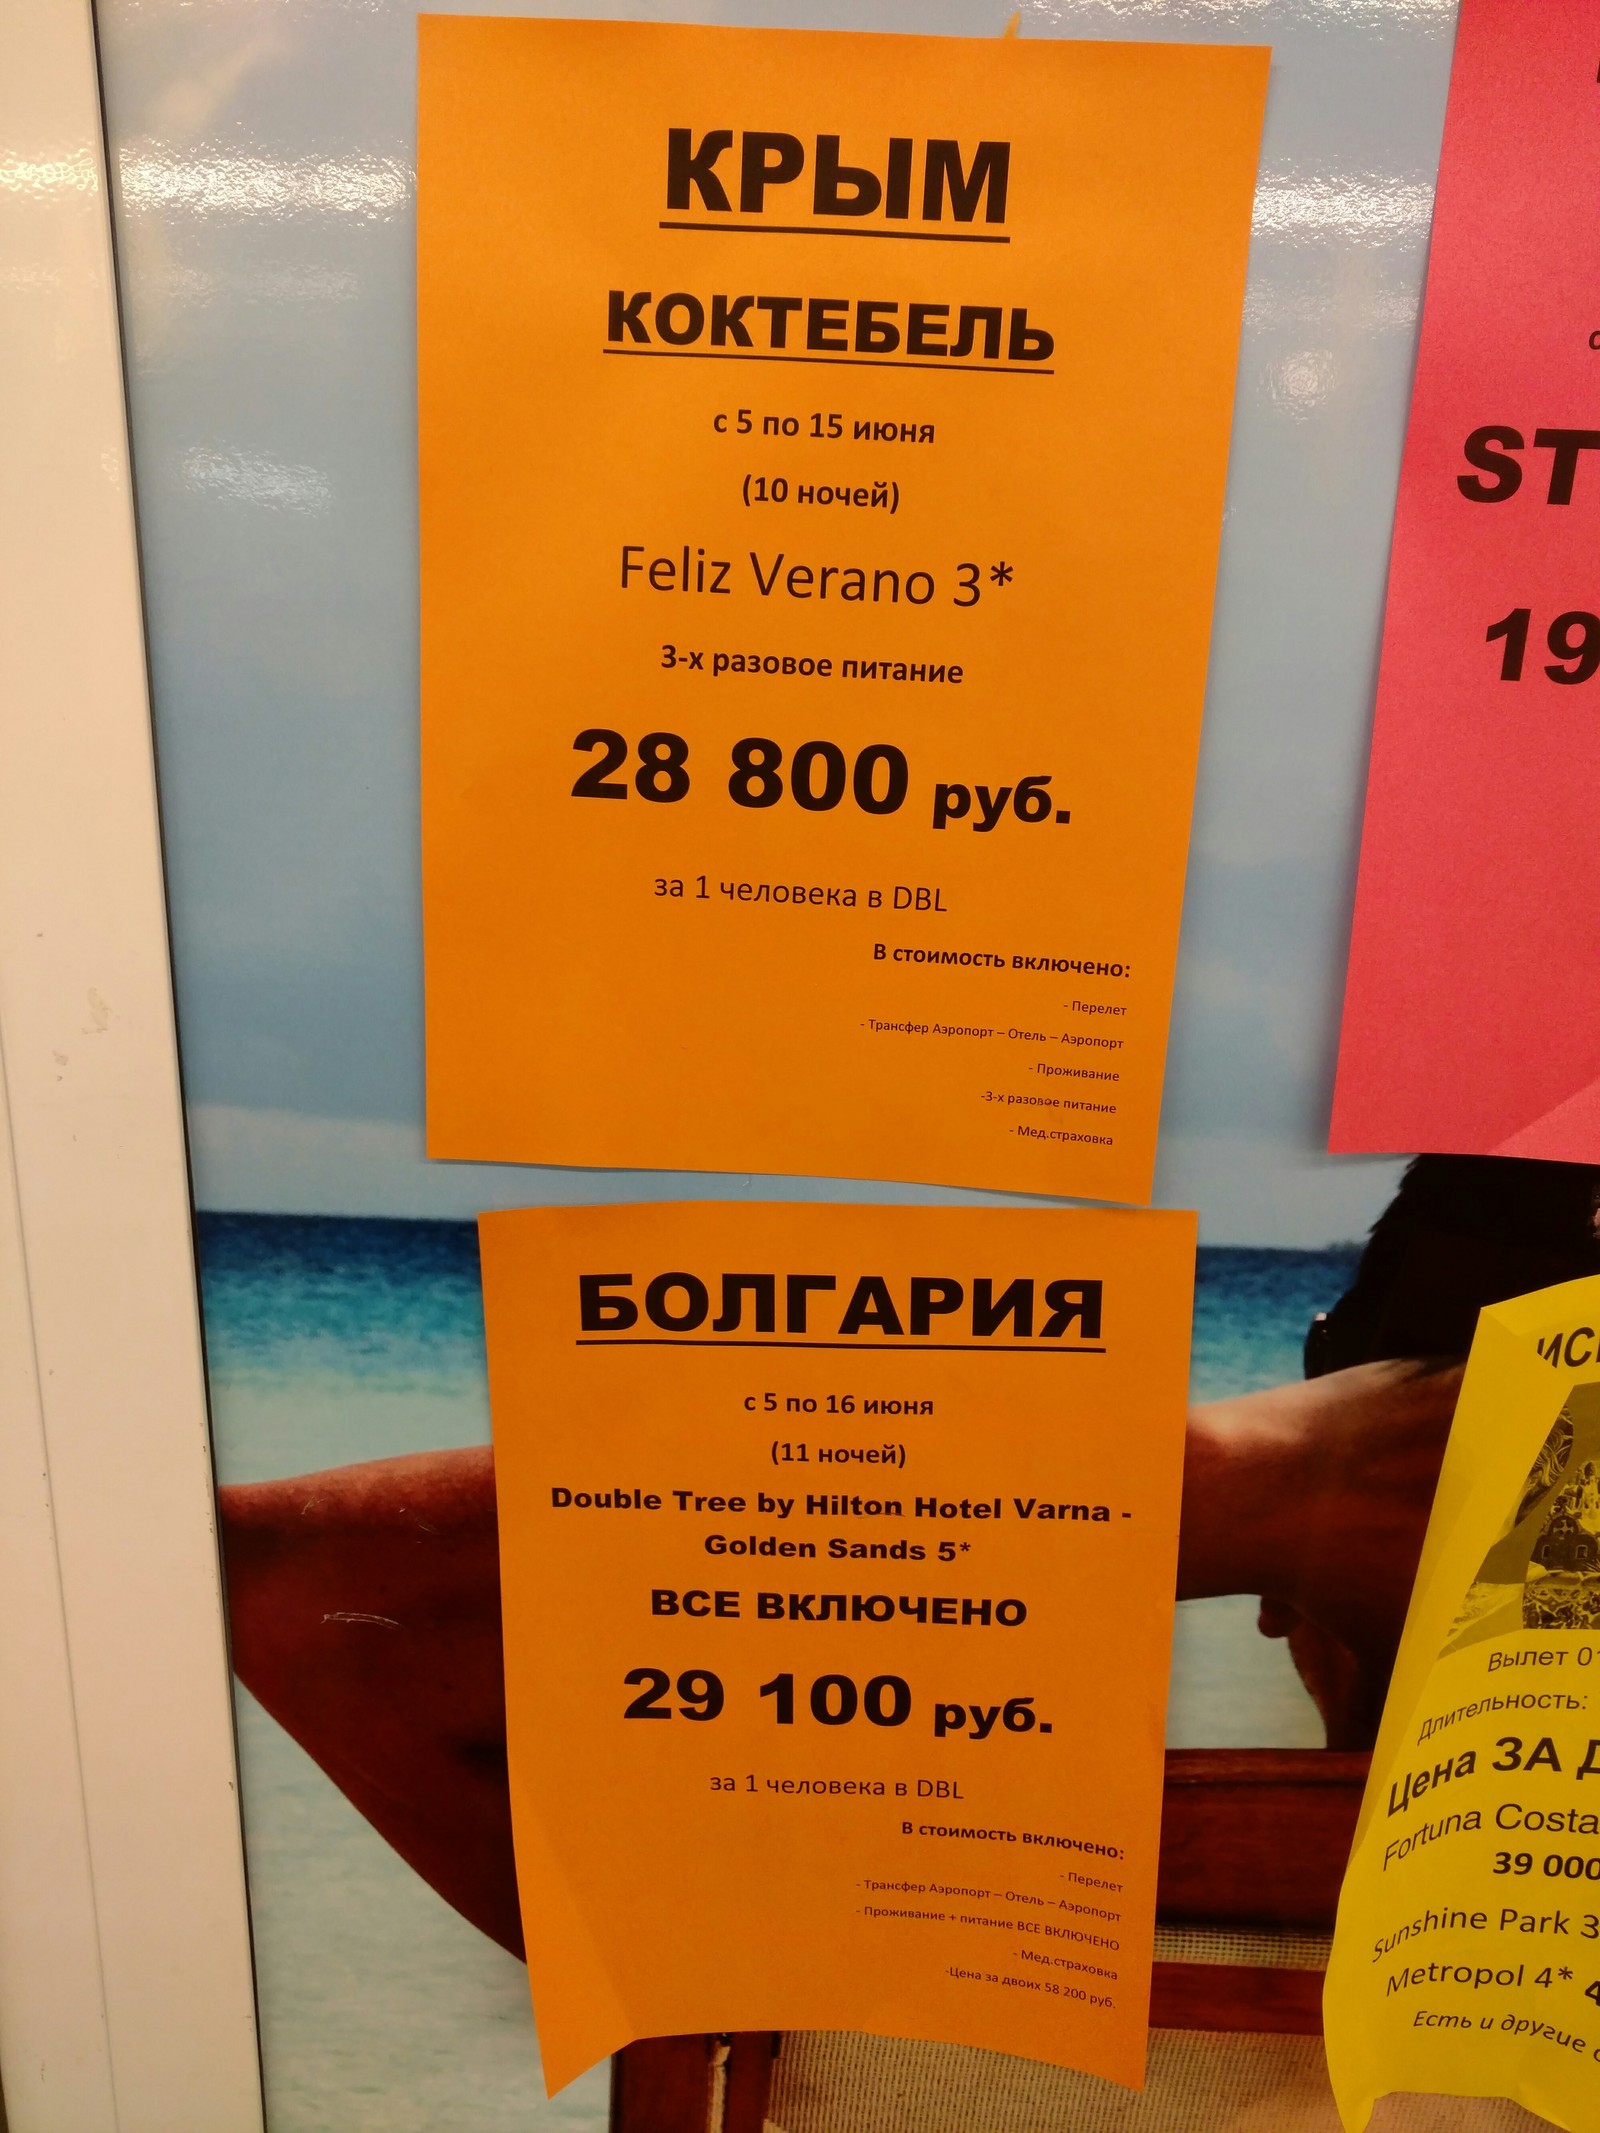 КРЫМ
КОКТЕБЕЛЬ
с 5 по 15 июня
(10 ночей)
Feliz Verano 3*
3-х разовое питание
28 800 руб.
за 1 человека в DBL
В стоимость включено:
- Перелет
- Трансфер Аэропорт – Отель – Аэропорт
- Проживание
-3-х разовое питание
- Мед.страховка
БОЛГАРИЯ
с 5 по 16 июня
(11 ночей)
Double Tree by Hilton Hotel Varna -
Golden Sands 5*
ВСЕ ВКЛЮЧЕНО
29 100 руб.
за 1 человека в DBL
В стоимость включено:
- Перелет
- Трансфер Аэропорт – Отель – Аэропорт
- Проживание + питание ВСЕ ВКЛЮЧЕНО
- Мед.страховка
-Цена за двоих 58 200 руб.
ST
19
Вылет 01
Длительность:
Цена ЗА
Fortuna Costa
39 000
Sunshine Park 3
Metropol 4* 4
Есть и другие